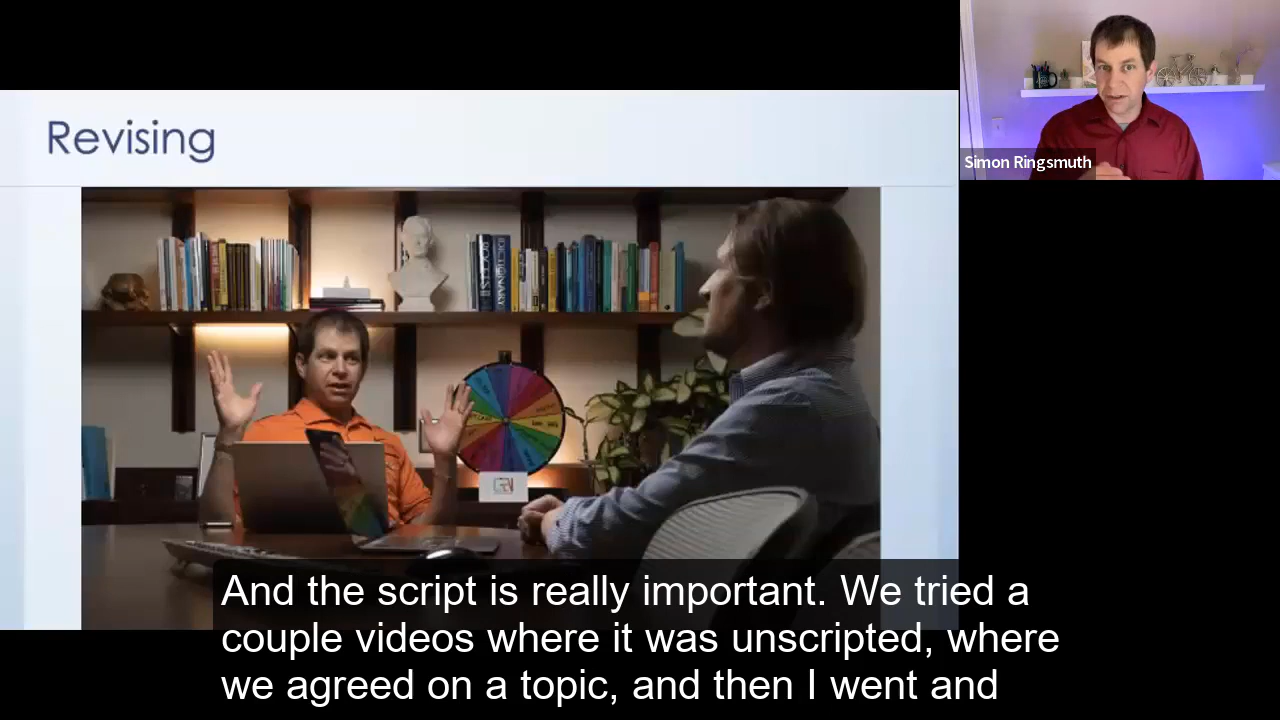 Revising
Simon Ringsmuth
DICTIONARY
And the script is really important. We tried a
couple videos where it was unscripted, where
we agreed on a topic, and then I went and